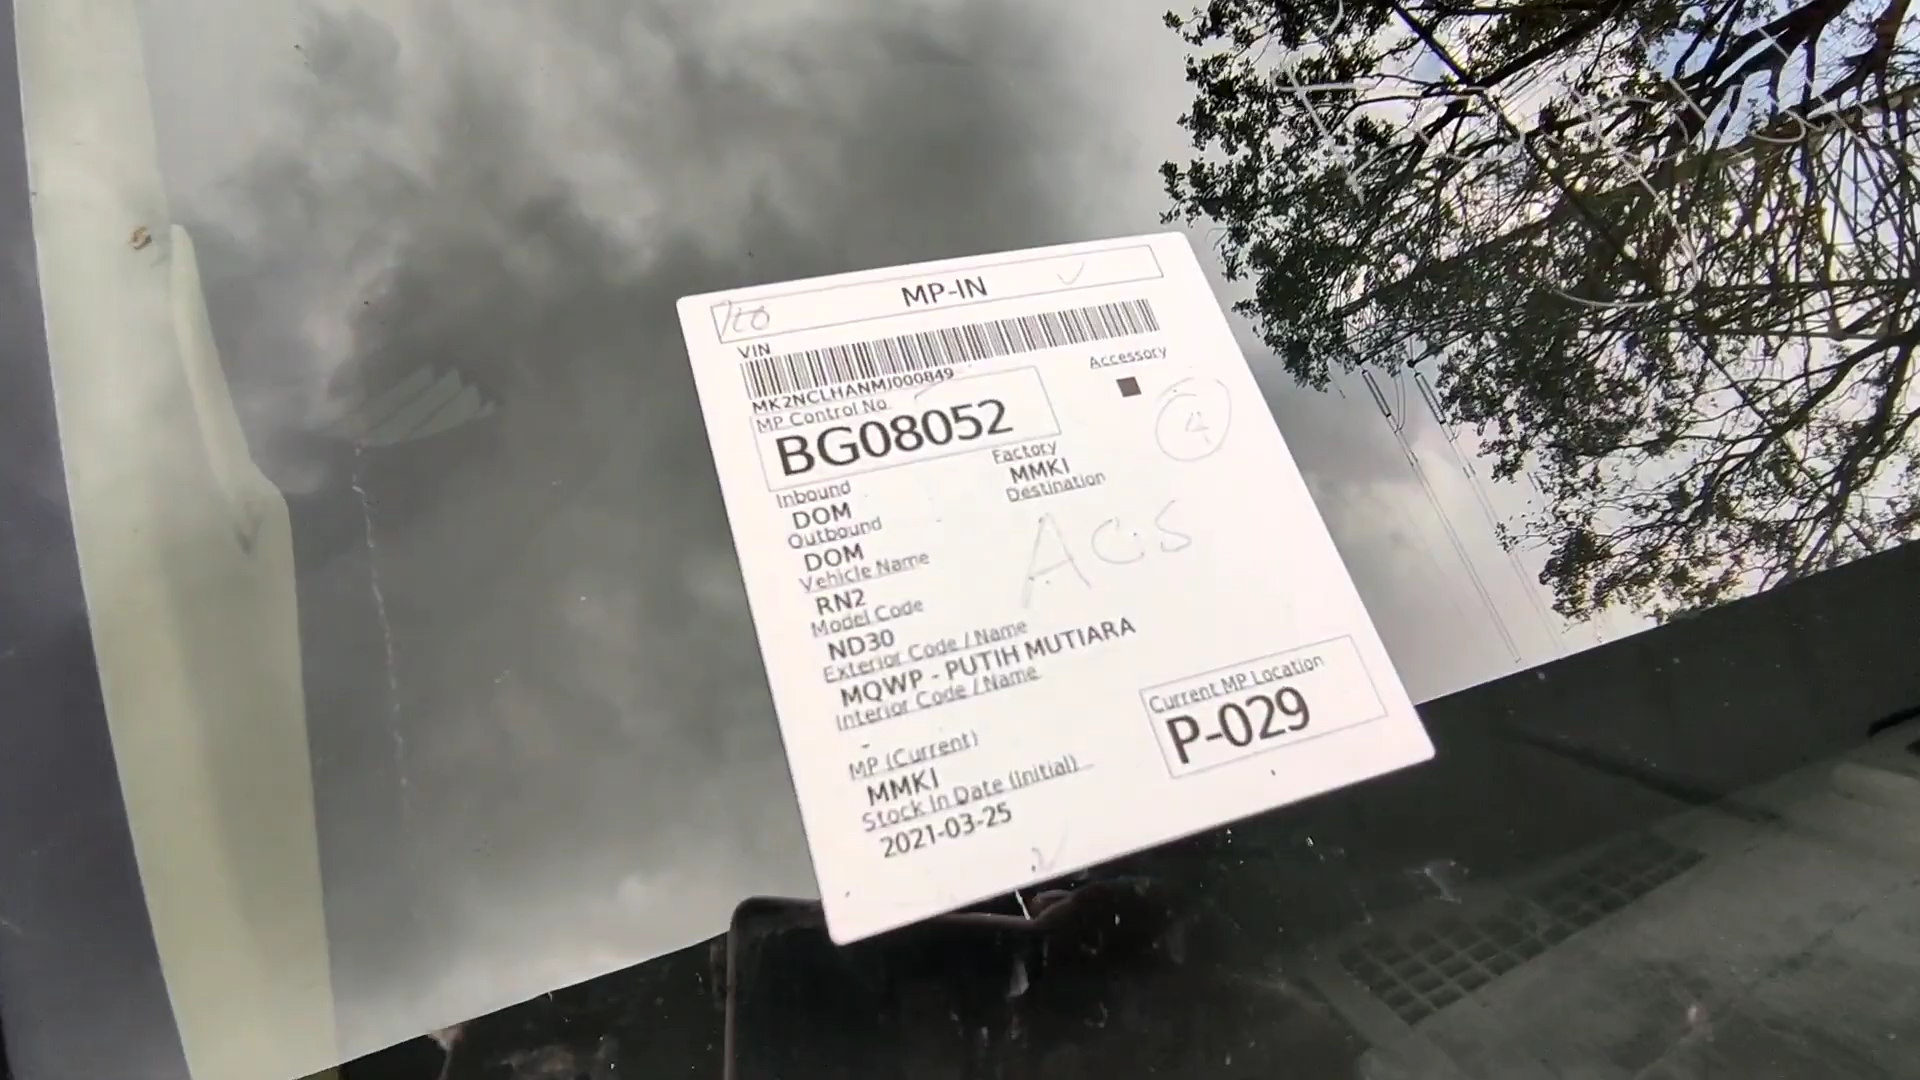 MP-IN
VIN
MK2NCLHANMJ000849
Accessory
MP Control No
BG08052
4
Factory
MMKI
Inbound
DOM
Destination
Outbound
DOM
ACS
Vehicle Name
RN2
Model Code
ND30
Exterior Code / Name
MQWP - PUTIH MUTIARA
Interior Code / Name
-
Current MP Location
P-029
MP (Current)
MMKI
Stock In Date (Initial)
2021-03-25